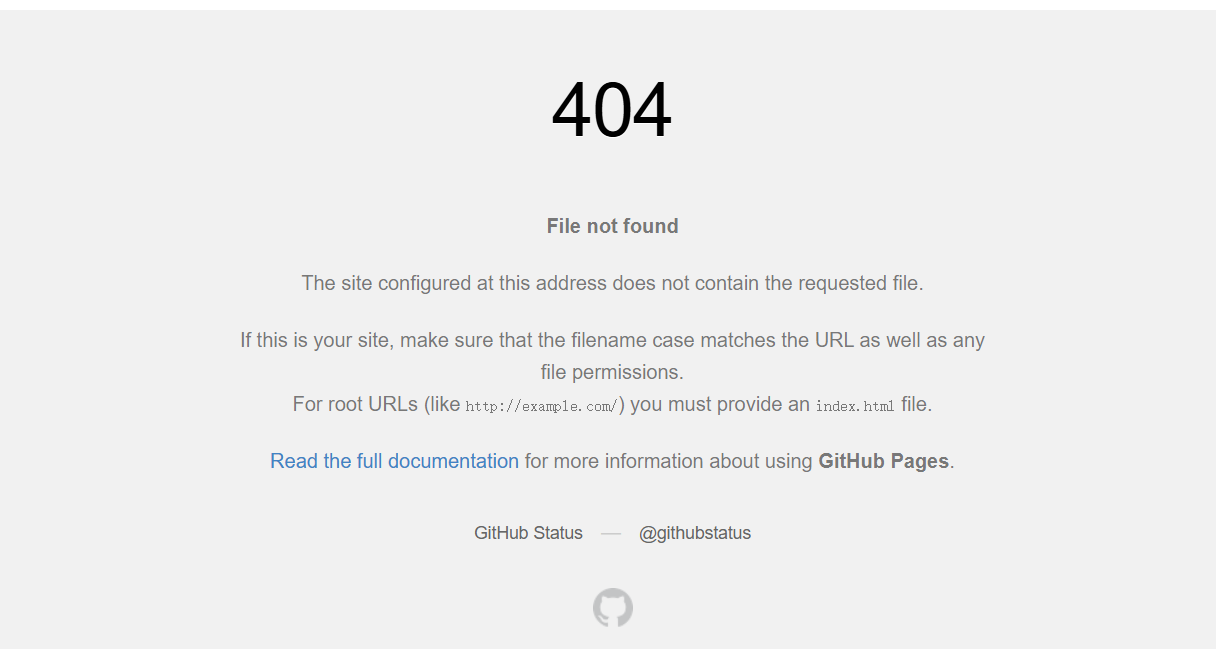 404
File not found
The site configured at this address does not contain the requested file.
If this is your site, make sure that the filename case matches the URL as well as any
file permissions.
For root URLs (like http://example.com/) you must provide an index.html file.
Read the full documentation for more information about using GitHub Pages.
GitHub Status — @githubstatus